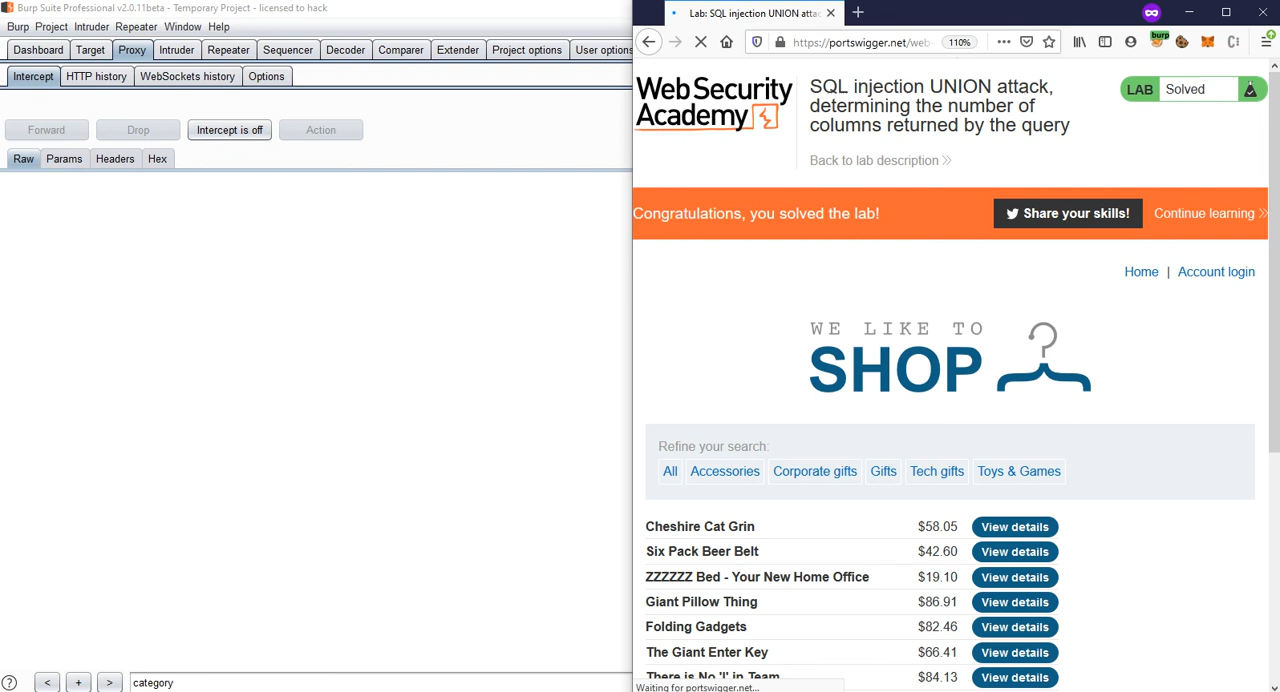 Burp Suite Professional v2.0.11beta - Temporary Project - licensed to hack
Burp Project Intruder Repeater Window Help
Dashboard Target Proxy Intruder Repeater Sequencer Decoder Comparer Extender Project options User options
Intercept HTTP history WebSockets history Options
Forward Drop Intercept is off Action
Raw Params Headers Hex
? < + > category
Lab: SQL injection UNION atta
https://portswigger.net/web- 110%
burp
Web Security
Academy
SQL injection UNION attack,
determining the number of
columns returned by the query
Back to lab description
LAB Solved
Congratulations, you solved the lab!
Share your skills!
Continue learning
Home | Account login
WE LIKE TO
SHOP
Refine your search:
All Accessories Corporate gifts Gifts Tech gifts Toys & Games
Cheshire Cat Grin $58.05 View details
Six Pack Beer Belt $42.60 View details
ZZZZZZ Bed - Your New Home Office $19.10 View details
Giant Pillow Thing $86.91 View details
Folding Gadgets $82.46 View details
The Giant Enter Key $66.41 View details
There is No 'I' in Team $84.13 View details
Waiting for portswigger.net...